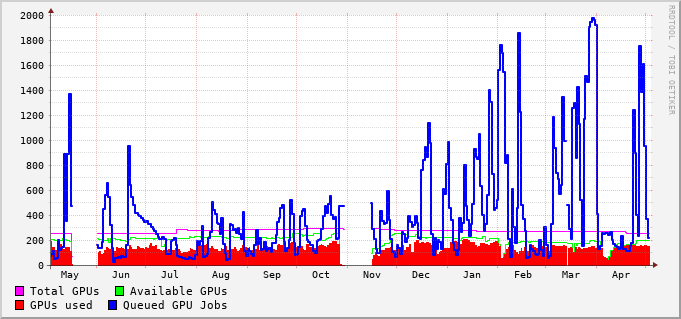 2000
1800
1600
1400
1200
1000
800
600
400
200
0
May Jun Jul Aug Sep Oct Nov Dec Jan Feb Mar Apr
Total GPUs Available GPUs
GPUs used Queued GPU Jobs
RRDTOOL / TOBI OETIKER